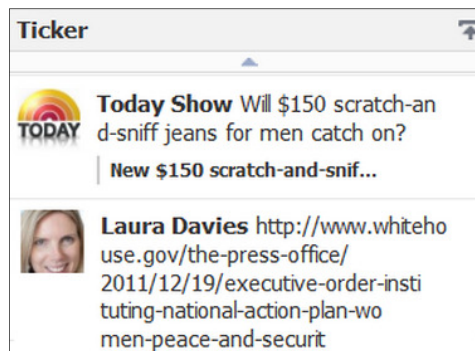 Ticker
TODAY
Today Show Will $150 scratch-an
d-sniff jeans for men catch on?
New $150 scratch-and-snif...
Laura Davies http://www.whiteho
use.gov/the-press-office/
2011/12/19/executive-order-insti
tuting-national-action-plan-wo
men-peace-and-securit